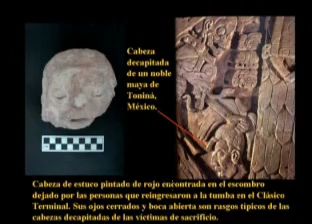 Cabeza
decapitada
de un noble
maya de
Toniná,
México.
Cabeza de estuco pintado de rojo encontrada en el escombro
dejado por las personas que reingresaron a la tumba en el Clásico
Terminal. Sus ojos cerrados y boca abierta son rasgos típicos de las
cabezas decapitadas de las víctimas de sacrificio.